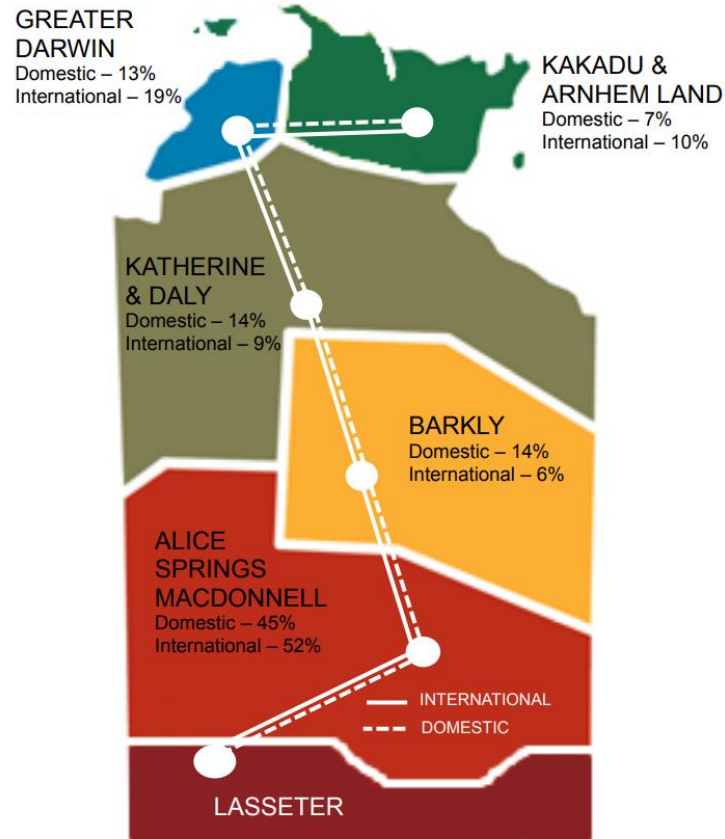 GREATER
DARWIN
Domestic – 13%
International – 19%
KAKADU &
ARNHEM LAND
Domestic – 7%
International – 10%
KATHERINE
& DALY
Domestic – 14%
International – 9%
BARKLY
Domestic – 14%
International – 6%
ALICE
SPRINGS
MACDONNELL
Domestic – 45%
International – 52%
INTERNATIONAL
DOMESTIC
LASSETER